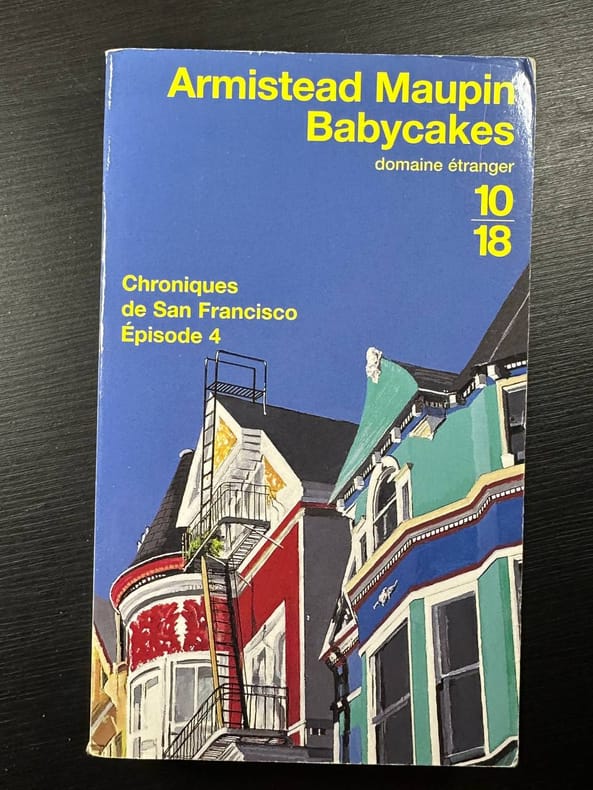 Armistead Maupin
Babycakes
domaine étranger
10
18
Chroniques
de San Francisco
Épisode 4